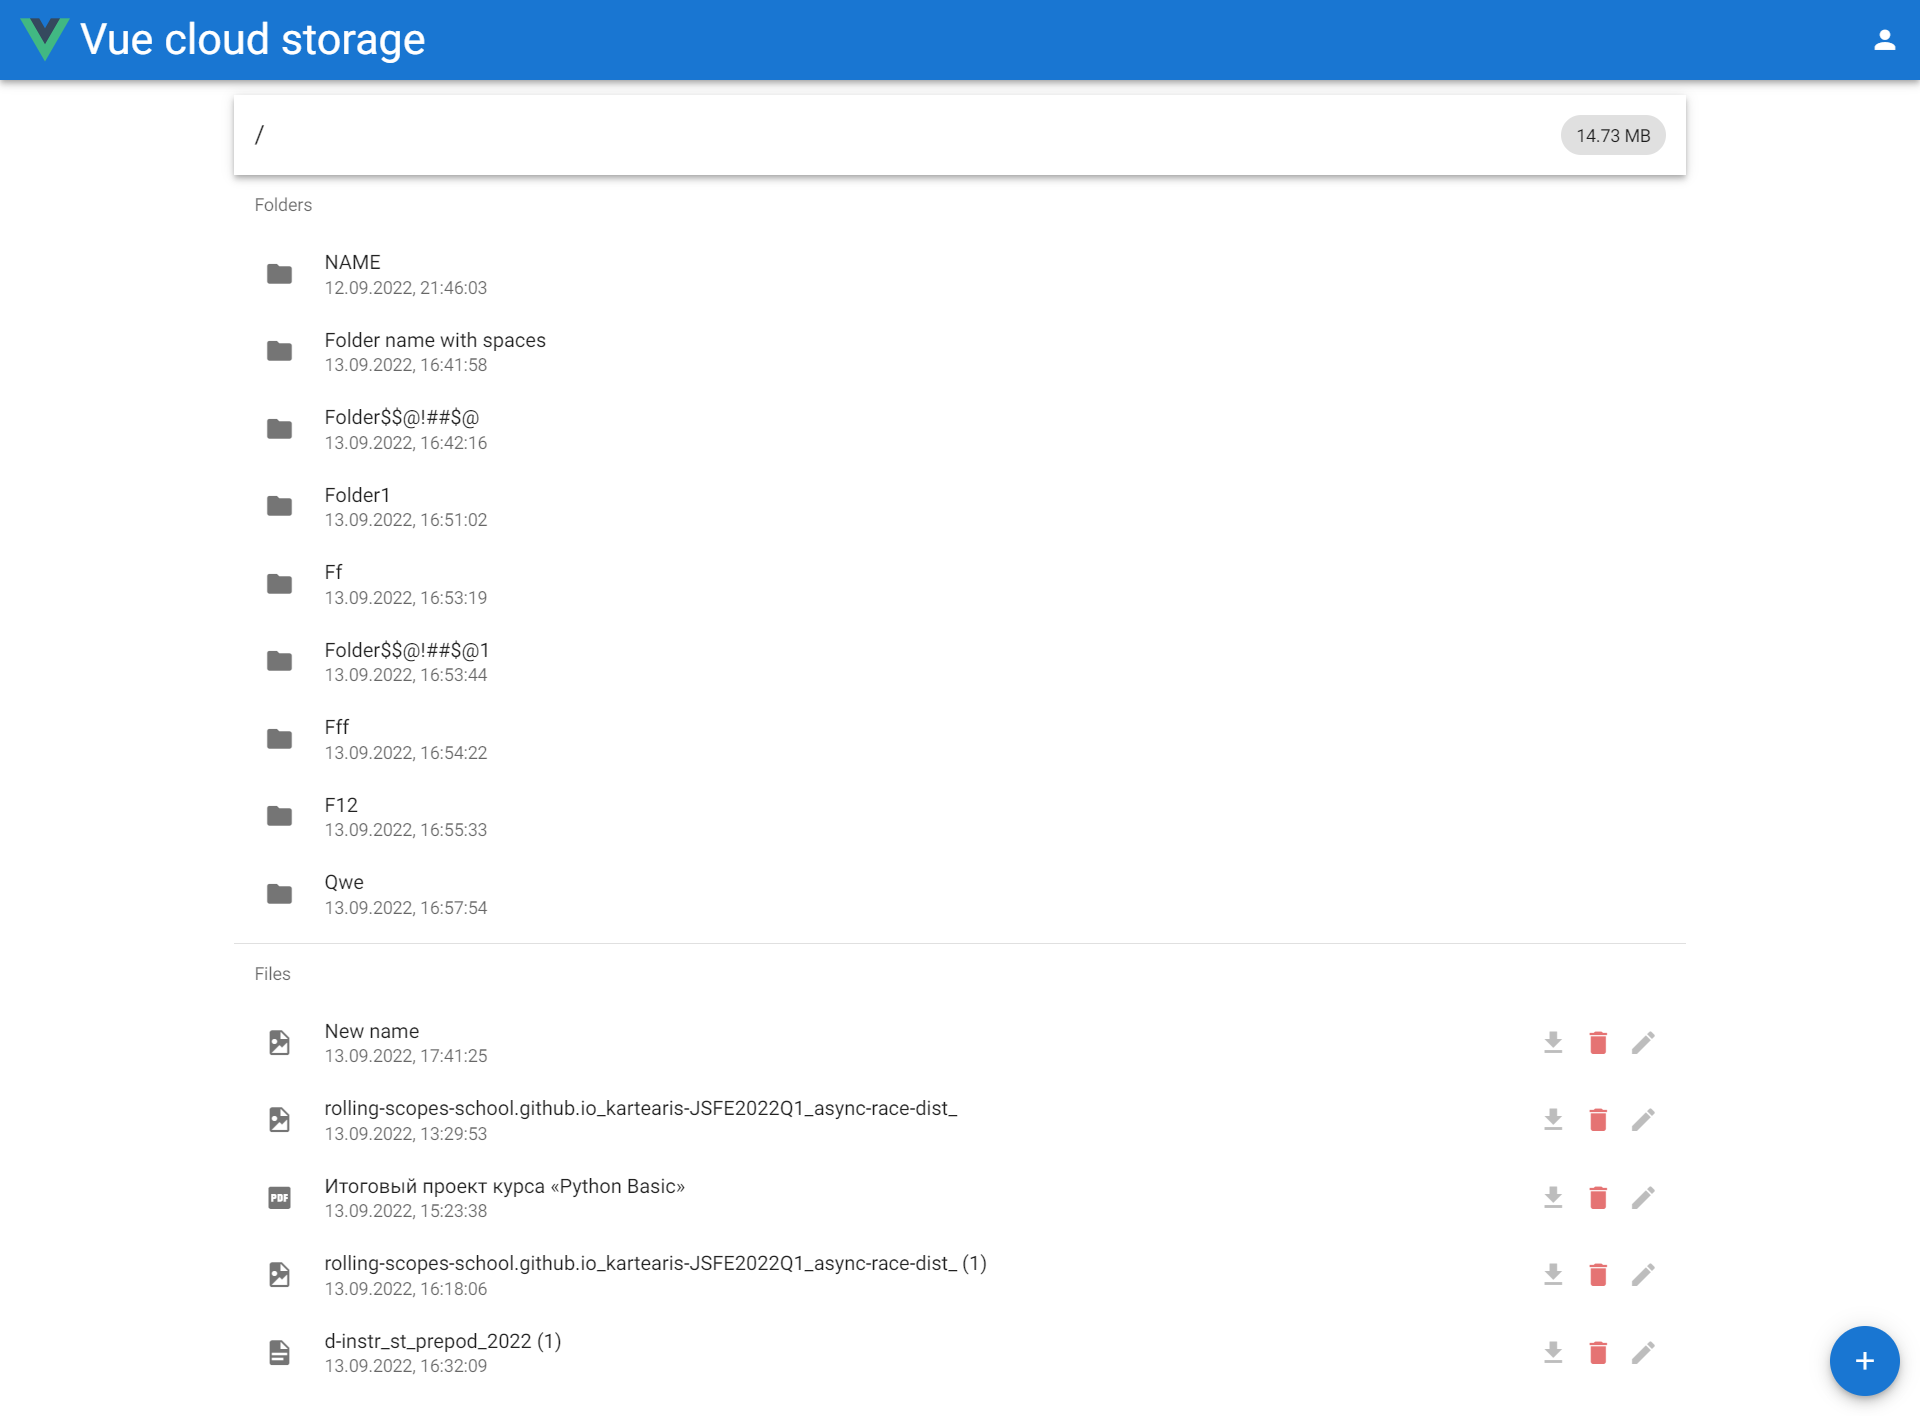 Vue cloud storage
/
14.73 MB
Folders
NAME
12.09.2022, 21:46:03
Folder name with spaces
13.09.2022, 16:41:58
Folder$$@!##$@
13.09.2022, 16:42:16
Folder1
13.09.2022, 16:51:02
Ff
13.09.2022, 16:53:19
Folder$$@!##$@1
13.09.2022, 16:53:44
Fff
13.09.2022, 16:54:22
F12
13.09.2022, 16:55:33
Qwe
13.09.2022, 16:57:54
Files
New name
13.09.2022, 17:41:25
rolling-scopes-school.github.io_kartearis-JSFE2022Q1_async-race-dist_
13.09.2022, 13:29:53
PDF
Итоговый проект курса «Python Basic»
13.09.2022, 15:23:38
rolling-scopes-school.github.io_kartearis-JSFE2022Q1_async-race-dist_ (1)
13.09.2022, 16:18:06
d-instr_st_prepod_2022 (1)
13.09.2022, 16:32:09